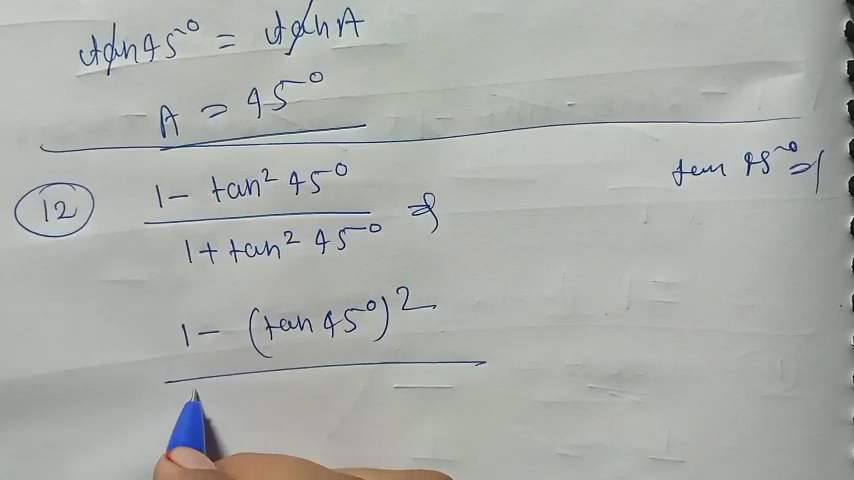 tan 45° = tan A
A = 45°
12
1 - tan² 45°
1 + tan² 45°
tan 45° = 1
1 - (tan 45°)²